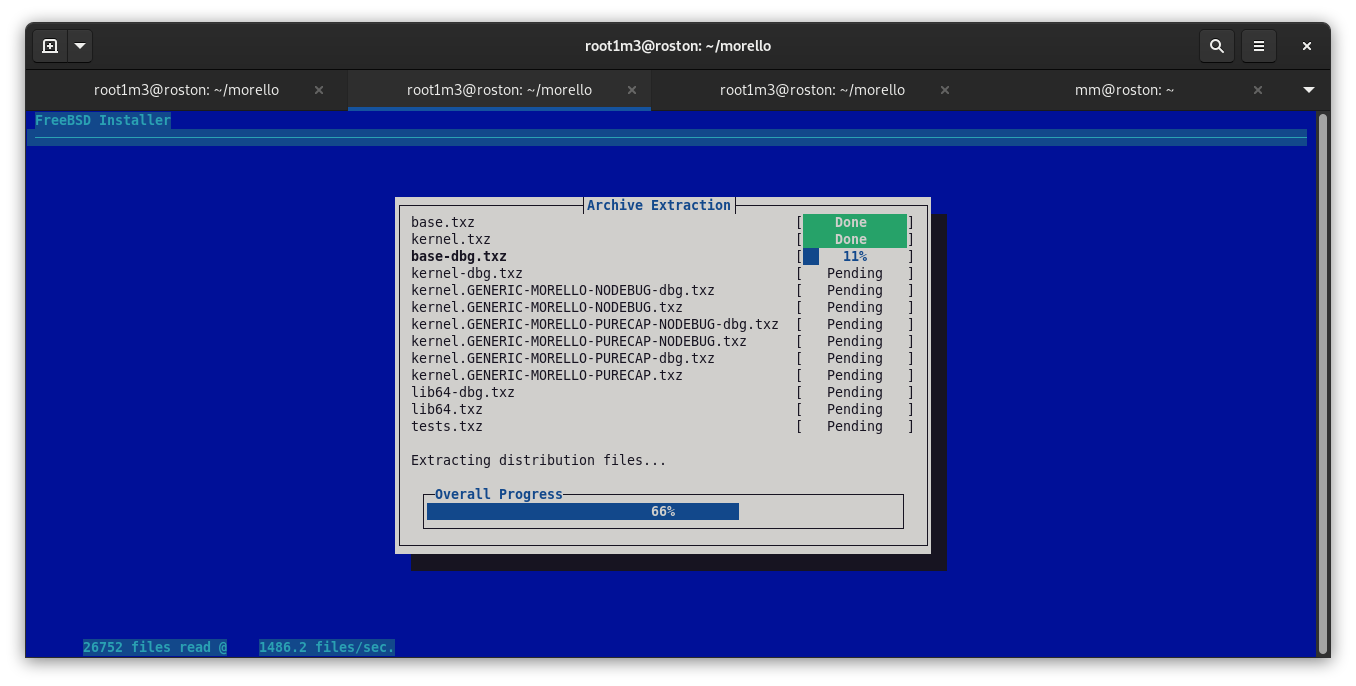 root1m3@roston: ~/morello
root1m3@roston: ~/morello root1m3@roston: ~/morello root1m3@roston: ~/morello mm@roston: ~
FreeBSD Installer
Archive Extraction
base.txz [ Done ]
kernel.txz [ Done ]
base-dbg.txz [ 11% ]
kernel-dbg.txz [ Pending ]
kernel.GENERIC-MORELLO-NODEBUG-dbg.txz [ Pending ]
kernel.GENERIC-MORELLO-NODEBUG.txz [ Pending ]
kernel.GENERIC-MORELLO-PURECAP-NODEBUG-dbg.txz [ Pending ]
kernel.GENERIC-MORELLO-PURECAP-NODEBUG.txz [ Pending ]
kernel.GENERIC-MORELLO-PURECAP-dbg.txz [ Pending ]
kernel.GENERIC-MORELLO-PURECAP.txz [ Pending ]
lib64-dbg.txz [ Pending ]
lib64.txz [ Pending ]
tests.txz [ Pending ]
Extracting distribution files...
Overall Progress
66%
26752 files read @ 1486.2 files/sec.